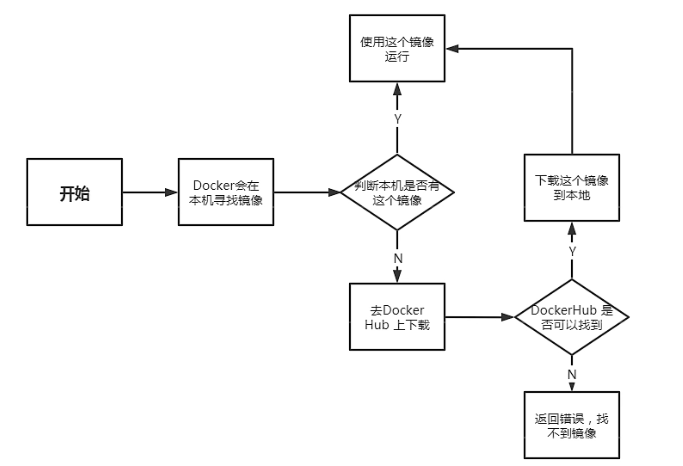 使用这个镜像
运行
Y
开始
Docker会在
本机寻找镜像
判断本机是否有
这个镜像
下载这个镜像
到本地
N
Y
去Docker
Hub 上下载
DockerHub 是
否可以找到
N
返回错误，找
不到镜像